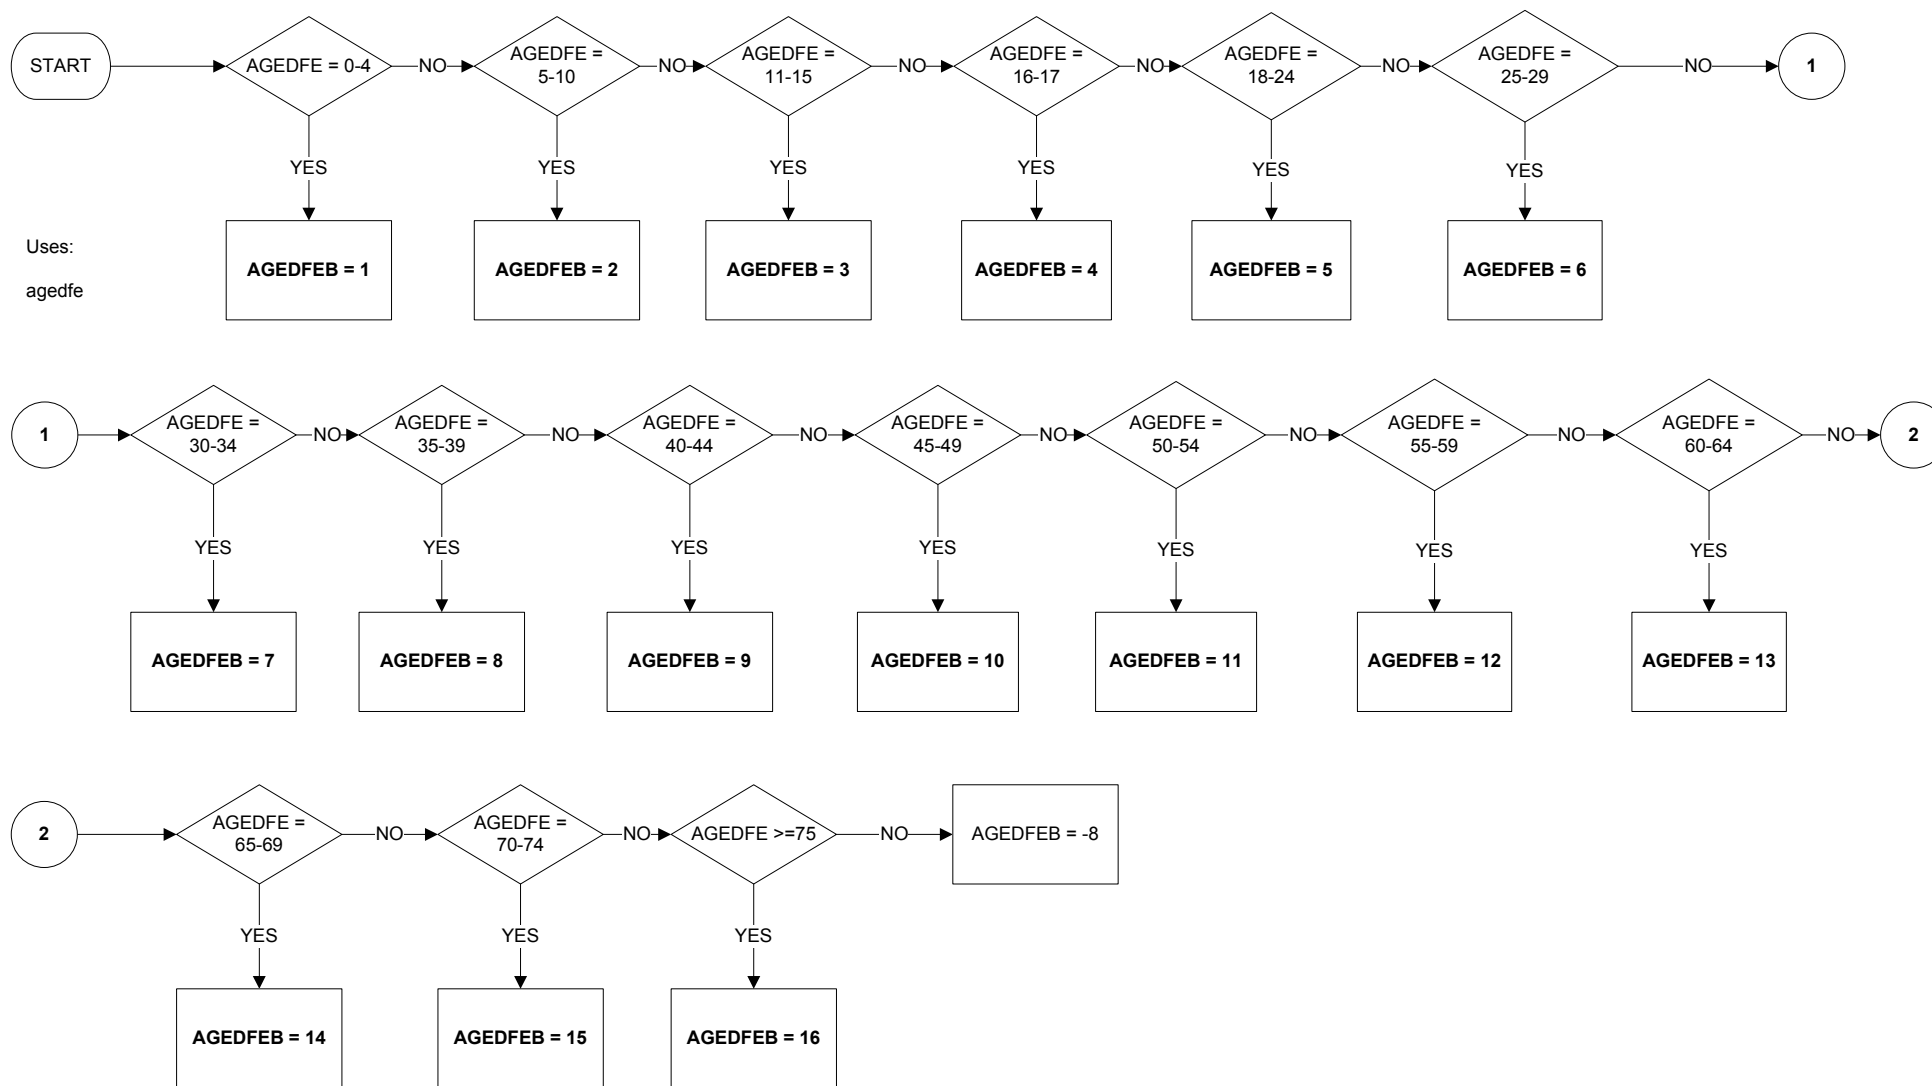 START
AGEDFE = 0-4
NO
AGEDFE =
5-10
NO
AGEDFE =
11-15
NO
AGEDFE =
16-17
NO
AGEDFE =
18-24
NO
AGEDFE =
25-29
NO
1
YES
YES
YES
YES
YES
YES
Uses:
agedfe
AGEDFEB = 1
AGEDFEB = 2
AGEDFEB = 3
AGEDFEB = 4
AGEDFEB = 5
AGEDFEB = 6
1
AGEDFE =
30-34
NO
AGEDFE =
35-39
NO
AGEDFE =
40-44
NO
AGEDFE =
45-49
NO
AGEDFE =
50-54
NO
AGEDFE =
55-59
NO
AGEDFE =
60-64
NO
2
YES
YES
YES
YES
YES
YES
YES
AGEDFEB = 7
AGEDFEB = 8
AGEDFEB = 9
AGEDFEB = 10
AGEDFEB = 11
AGEDFEB = 12
AGEDFEB = 13
2
AGEDFE =
65-69
NO
AGEDFE =
70-74
NO
AGEDFE >=75
NO
AGEDFEB = -8
YES
YES
YES
AGEDFEB = 14
AGEDFEB = 15
AGEDFEB = 16